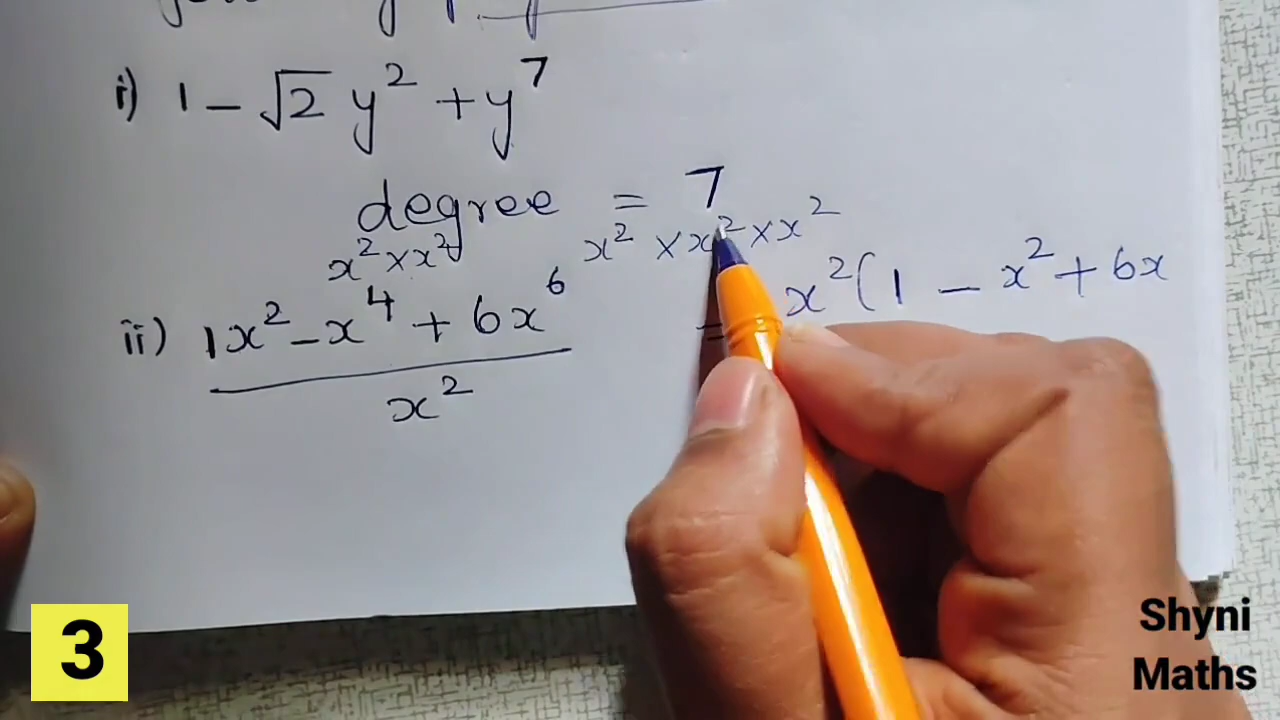 i) 1 - √2 y² + y⁷
degree = 7
x² × x²
x² × x² × x²
ii) 1x² - x⁴ + 6x⁶ / x²
= x²(1 - x² + 6x
3
Shyni
Maths